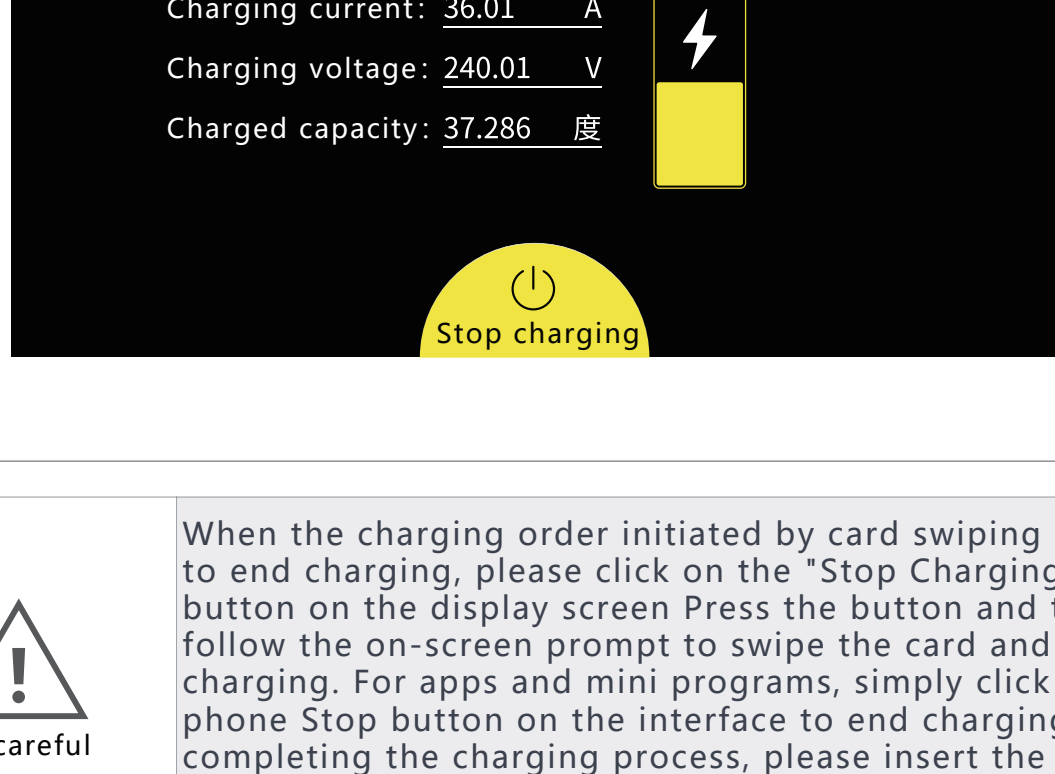 Charging current: 36.01 A
Charging voltage: 240.01 V
Charged capacity: 37.286 度
Stop charging
When the charging order initiated by card swiping
to end charging, please click on the "Stop Charging
button on the display screen Press the button and
follow the on-screen prompt to swipe the card and
charging. For apps and mini programs, simply click
phone Stop button on the interface to end charging
completing the charging process, please insert the
careful